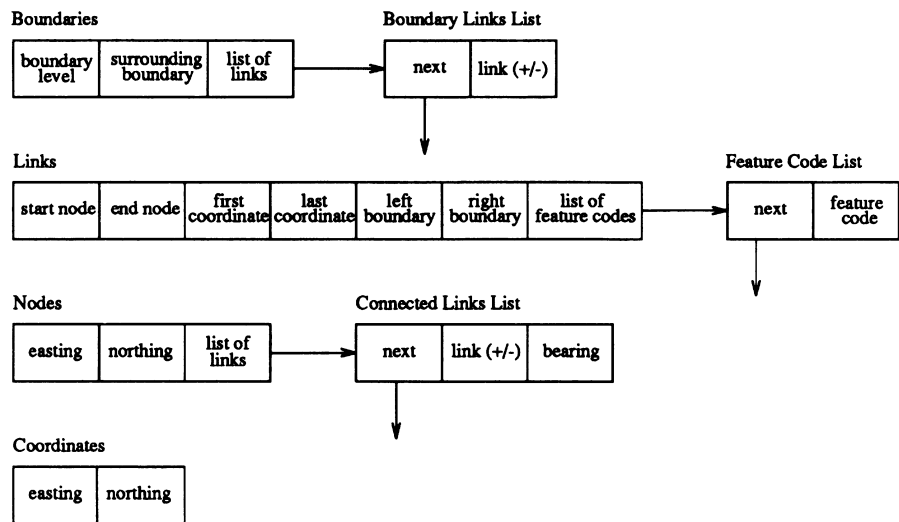 Boundaries
Boundary Links List
boundary level
surrounding boundary
list of links
next
link (+/-)
Links
Feature Code List
start node
end node
first coordinate
last coordinate
left boundary
right boundary
list of feature codes
next
feature code
Nodes
Connected Links List
easting
northing
list of links
next
link (+/-)
bearing
Coordinates
easting
northing